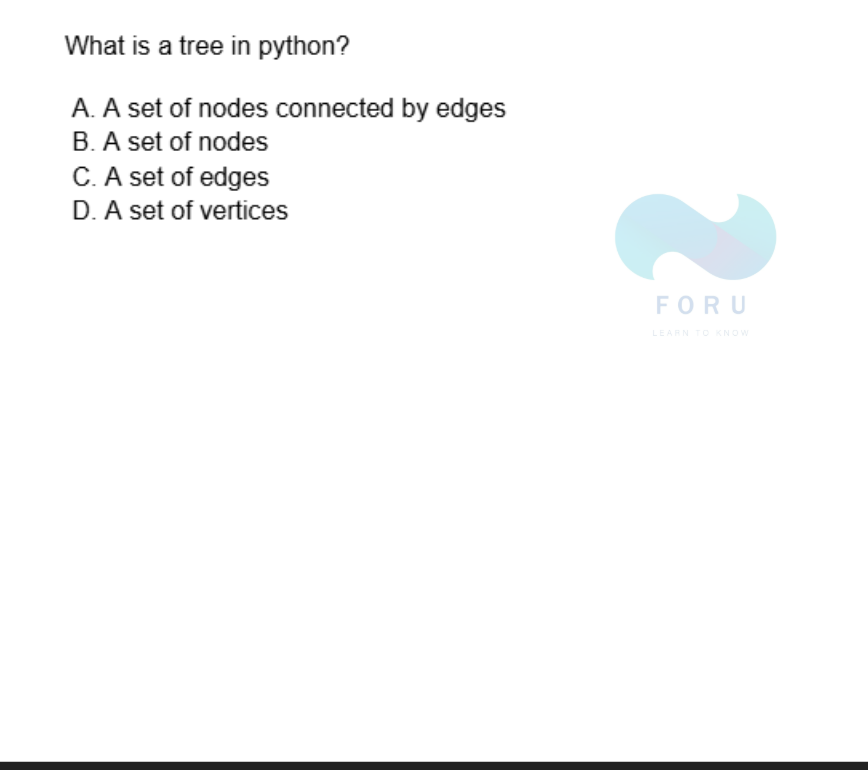 What is a tree in python?
A. A set of nodes connected by edges
B. A set of nodes
C. A set of edges
D. A set of vertices
FORU
LEARN TO KNOW